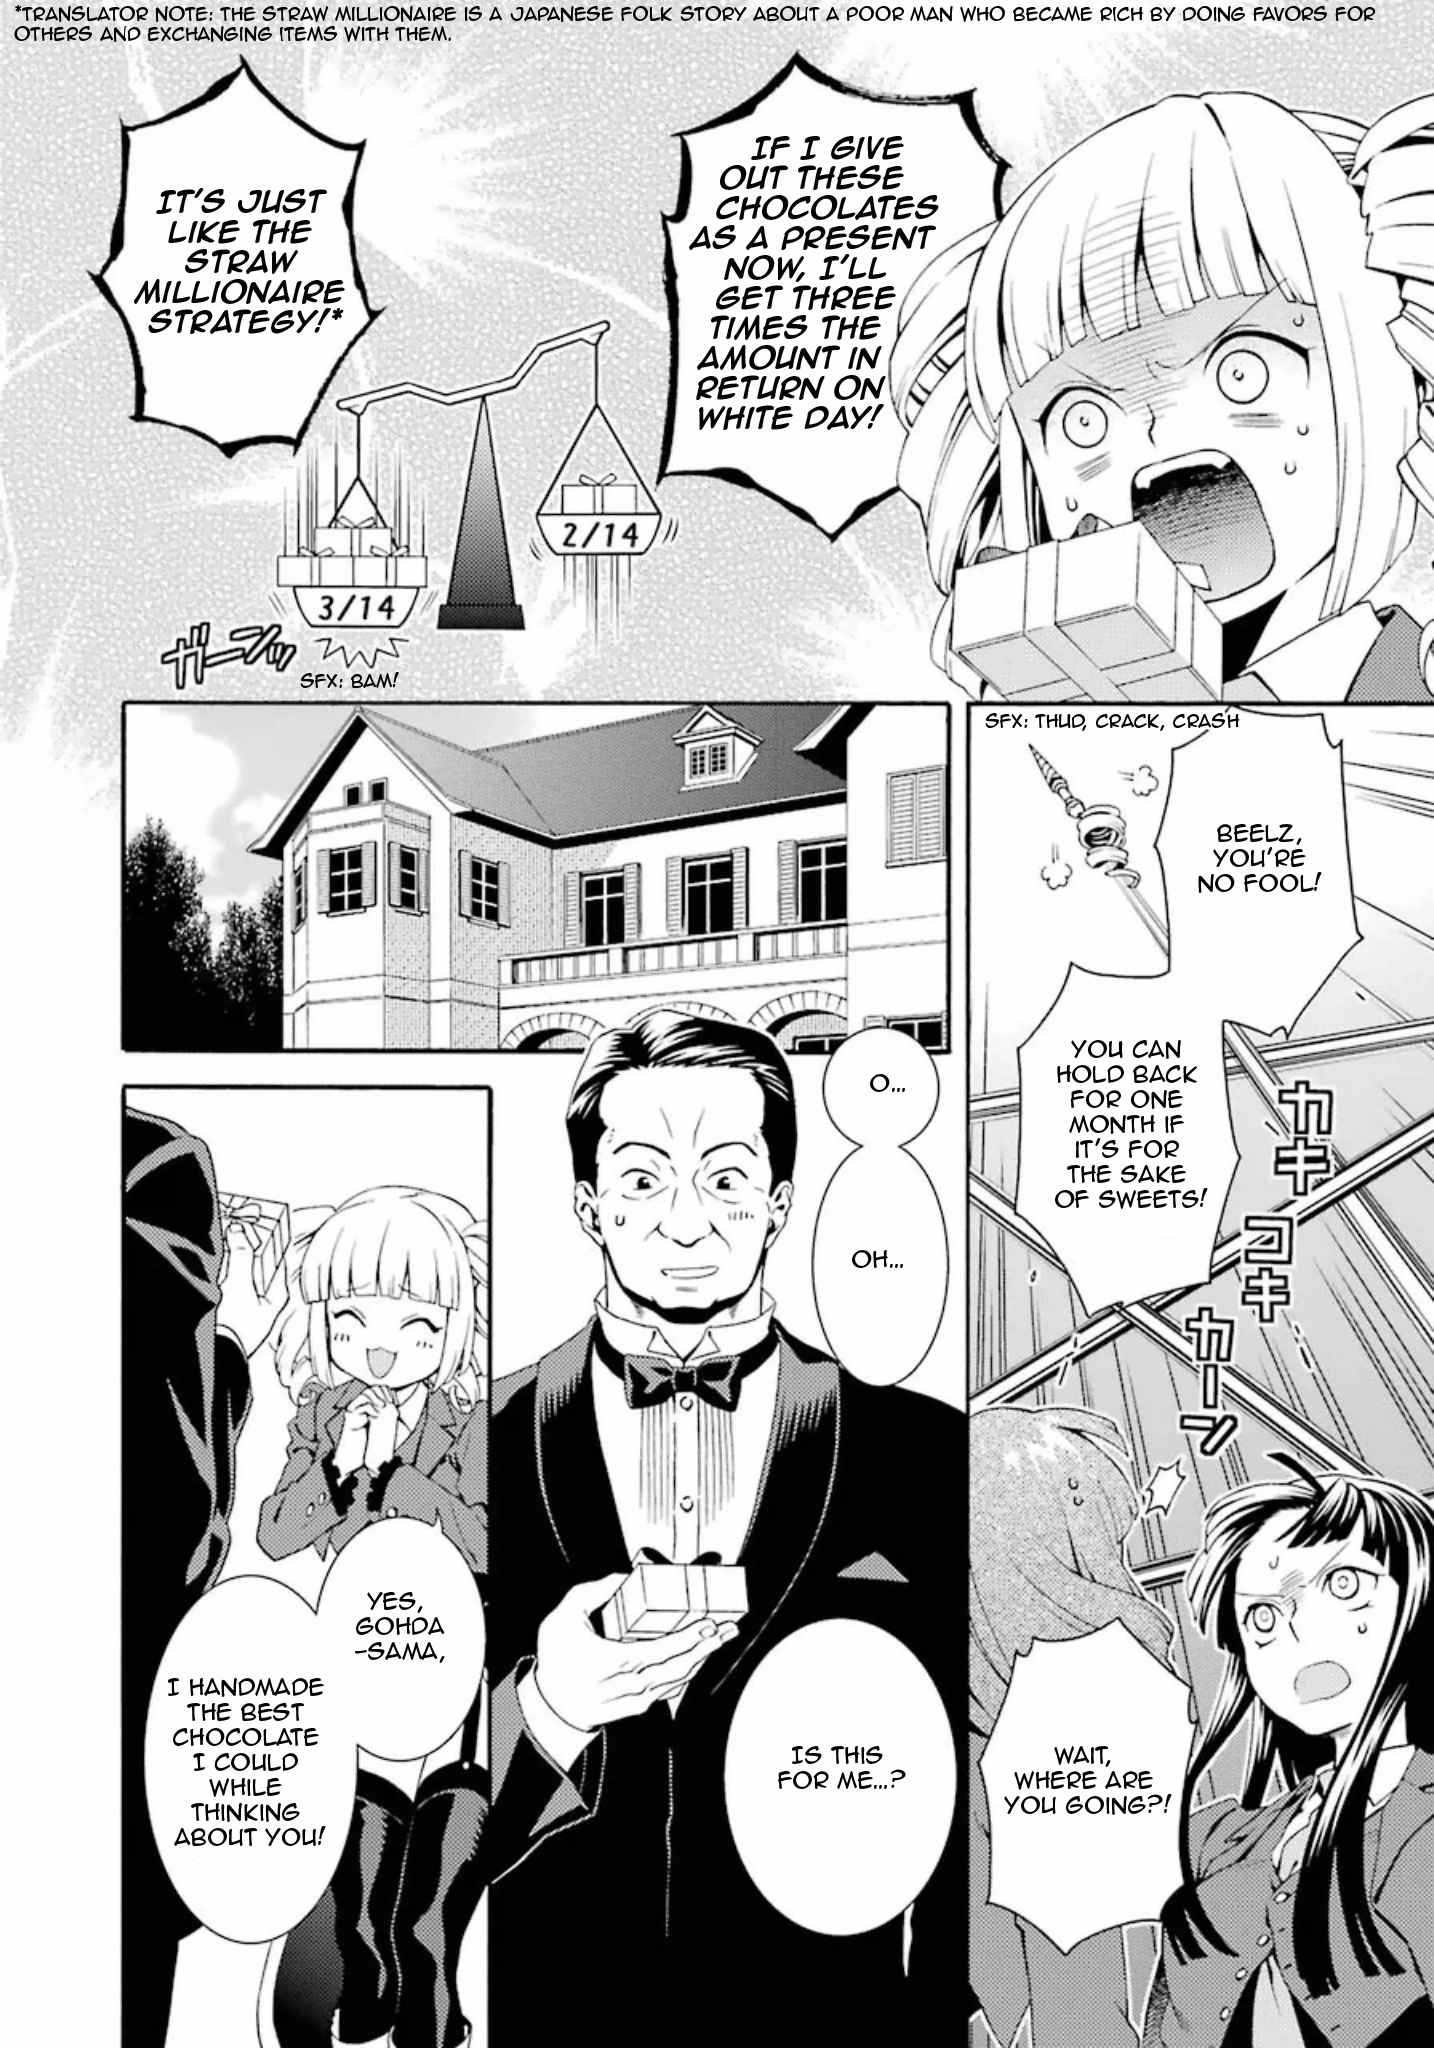 *TRANSLATOR NOTE: THE STRAW MILLIONAIRE IS A JAPANESE FOLK STORY ABOUT A POOR MAN WHO BECAME RICH BY DOING FAVORS FOR
OTHERS AND EXCHANGING ITEMS WITH THEM.
IF I GIVE
OUT THESE
CHOCOLATES
AS A PRESENT
NOW, I'LL
GET THREE
TIMES THE
AMOUNT IN
RETURN ON
WHITE DAY!
IT'S JUST
LIKE THE
STRAW
MILLIONAIRE
STRATEGY!*
2/14
3/14
ガーンッ
SFX: BAM!
SFX: THUD, CRACK, CRASH
BEELZ,
YOU'RE
NO FOOL!
YOU CAN
HOLD BACK
FOR ONE
MONTH IF
IT'S FOR
THE SAKE
OF SWEETS!
カキ
コキ
カーン
WAIT,
WHERE ARE
YOU GOING?!
O...
OH...
IS THIS
FOR ME...?
YES,
GOHDA
-SAMA,
I HANDMADE
THE BEST
CHOCOLATE
I COULD
WHILE
THINKING
ABOUT YOU!